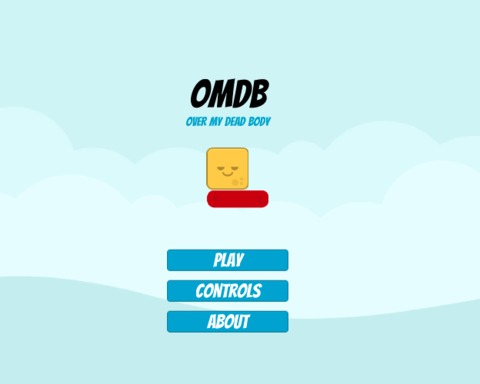 OMDB
OVER MY DEAD BODY
PLAY
CONTROLS
ABOUT